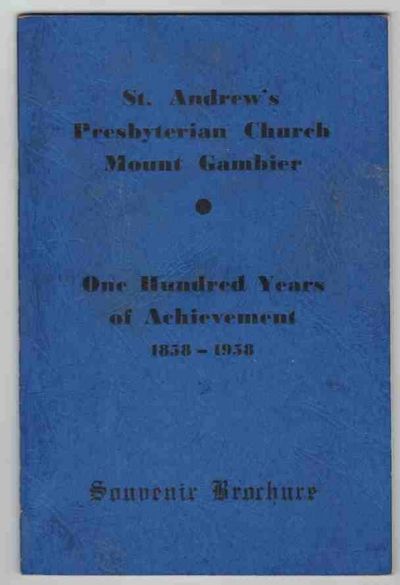 St. Andrew's
Presbyterian Church
Mount Gambier
One Hundred Years
of Achievement
1858 - 1958
Souvenir Brochure